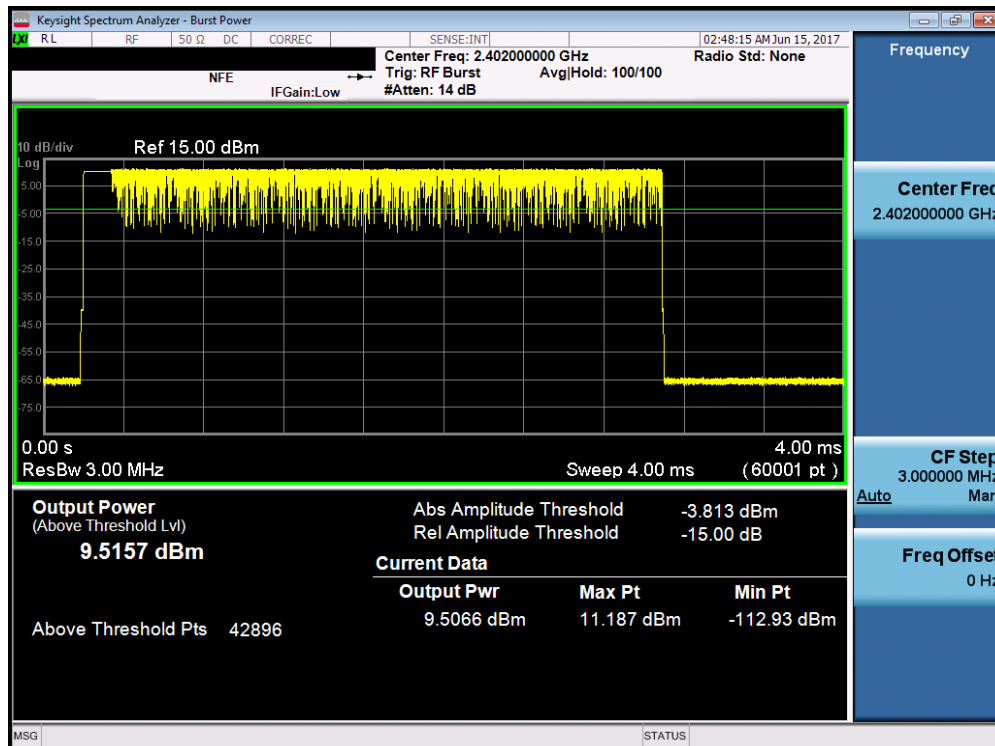 Keysight Spectrum Analyzer - Burst Power
LXI RL RF 50 Ω DC CORREC SENSE:INT 02:48:15 AM Jun 15, 2017
Center Freq: 2.402000000 GHz Radio Std: None
NFE Trig: RF Burst Avg|Hold: 100/100
IFGain:Low #Atten: 14 dB
10 dB/div Ref 15.00 dBm
Log
5.00
-5.00
-15.0
-25.0
-35.0
-45.0
-55.0
-65.0
-75.0
0.00 s 4.00 ms
ResBw 3.00 MHz Sweep 4.00 ms (60001 pt)
Output Power
(Above Threshold Lvl)
9.5157 dBm
Above Threshold Pts 42896
Abs Amplitude Threshold -3.813 dBm
Rel Amplitude Threshold -15.00 dB
Current Data
Output Pwr Max Pt Min Pt
9.5066 dBm 11.187 dBm -112.93 dBm
Frequency
Center Freq
2.402000000 GHz
CF Step
3.000000 MHz
Auto Man
Freq Offset
0 Hz
MSG STATUS